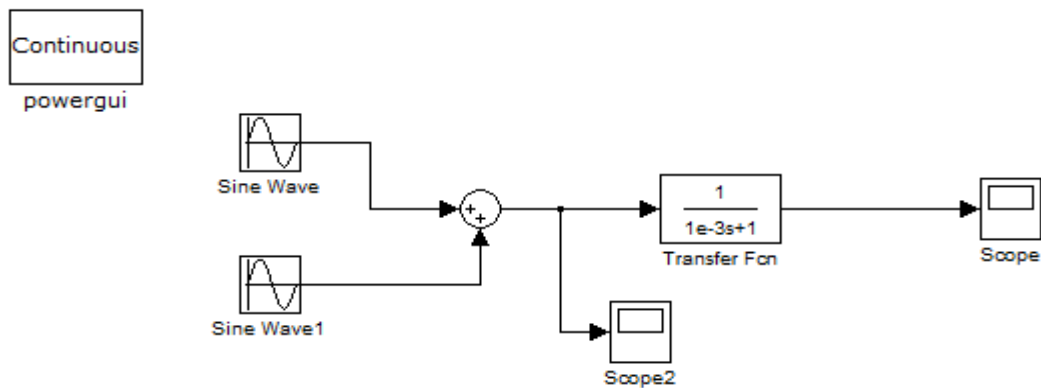 Continuous
powergui
Sine Wave
+
+
1
1e-3s+1
Transfer Fcn
Scope
Sine Wave1
Scope2